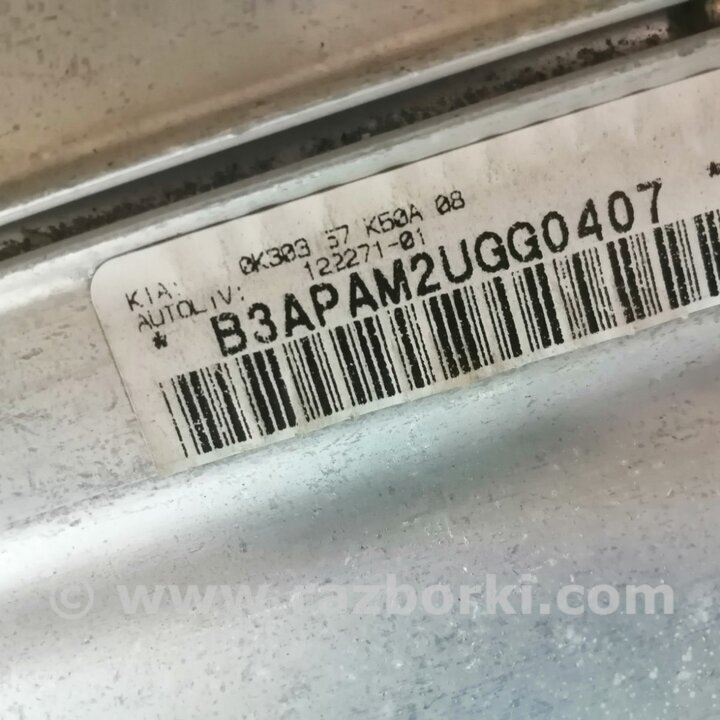 KIA: 0K303 57 K50A 08
AUTOLIV: 122271-01
* B3APAM2UGG0407 *
© www.cazborki.com